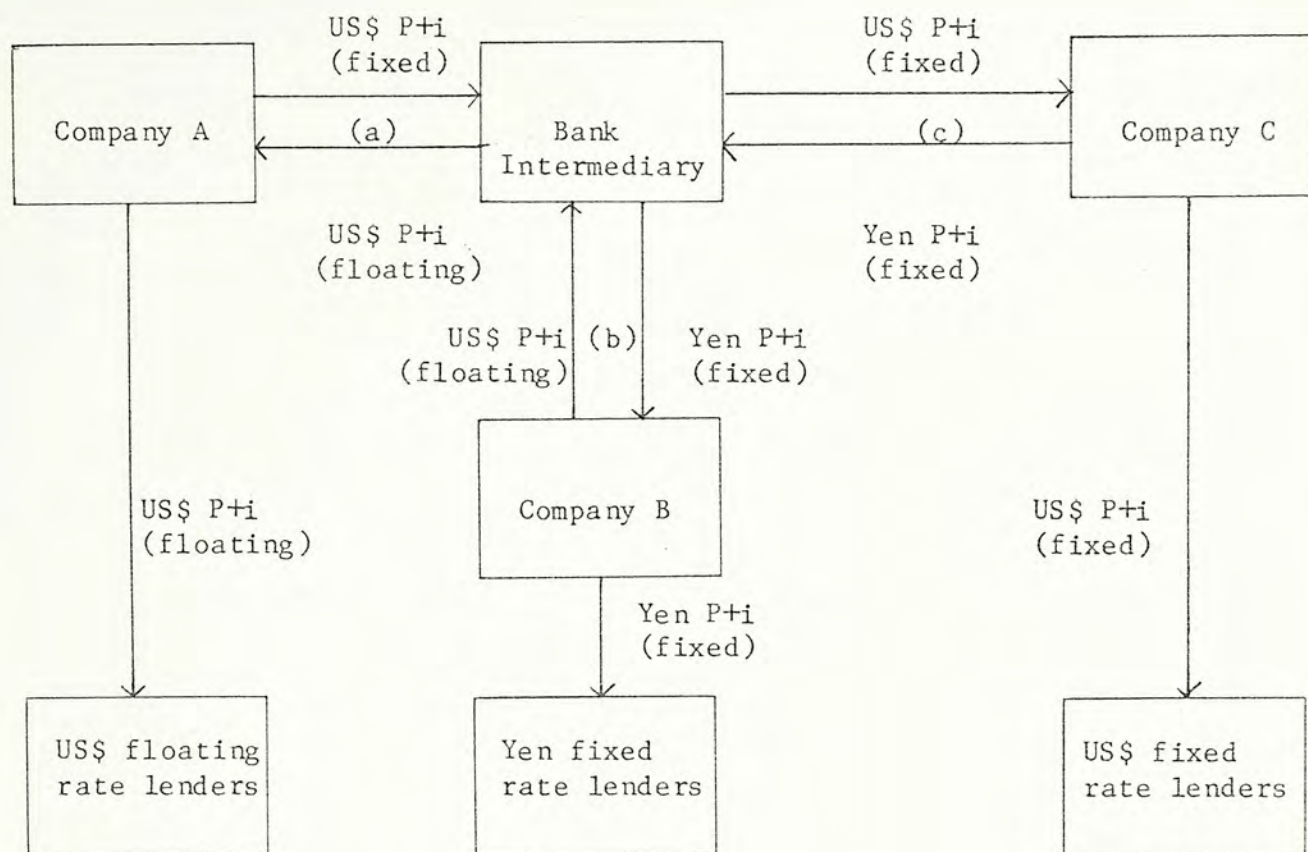 US$ P+i
(fixed)
US$ P+i
(fixed)
Company A
(a)
Bank
Intermediary
(c)
Company C
US$ P+i
(floating)
Yen P+i
(fixed)
US$ P+i
(floating)
(b)
Yen P+i
(fixed)
US$ P+i
(floating)
Company B
US$ P+i
(fixed)
Yen P+i
(fixed)
US$ floating
rate lenders
Yen fixed
rate lenders
US$ fixed
rate lenders